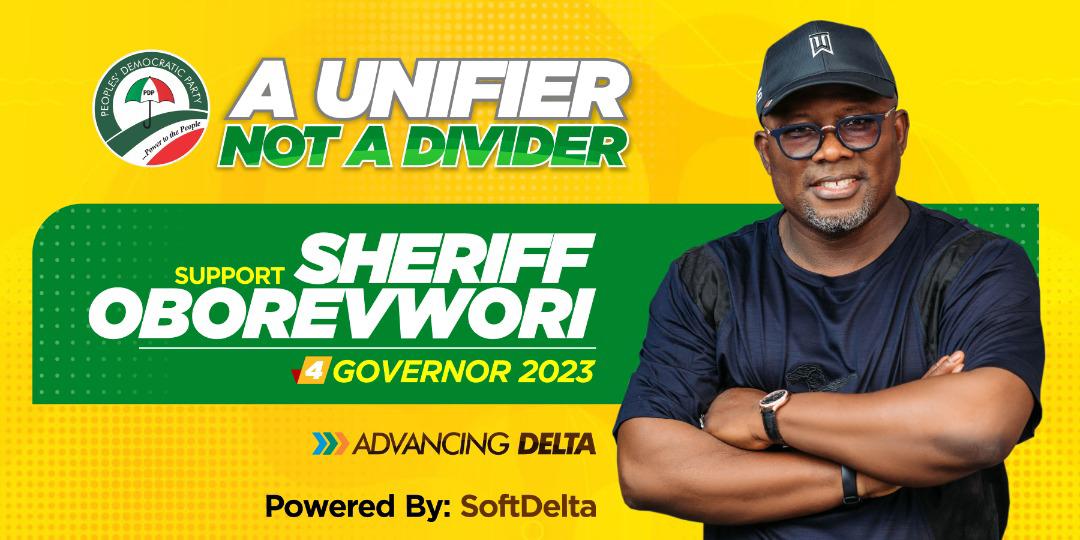 PEOPLES' DEMOCRATIC PARTY
PDP
...Power to the People
A UNIFIER
NOT A DIVIDER
SUPPORT SHERIFF
OBOREVWORI
4 GOVERNOR 2023
ADVANCING DELTA
Powered By: SoftDelta